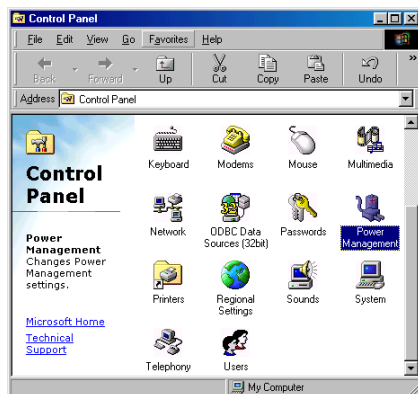 Control Panel
File Edit View Go Favorites Help
Back Forward Up Cut Copy Paste Undo »
Address Control Panel
Control
Panel
Power
Management
Changes Power
Management
settings.
Microsoft Home
Technical
Support
Keyboard Modems Mouse Multimedia
Network ODBC Data Sources (32bit) Passwords Power Management
Printers Regional Settings Sounds System
Telephony Users
My Computer